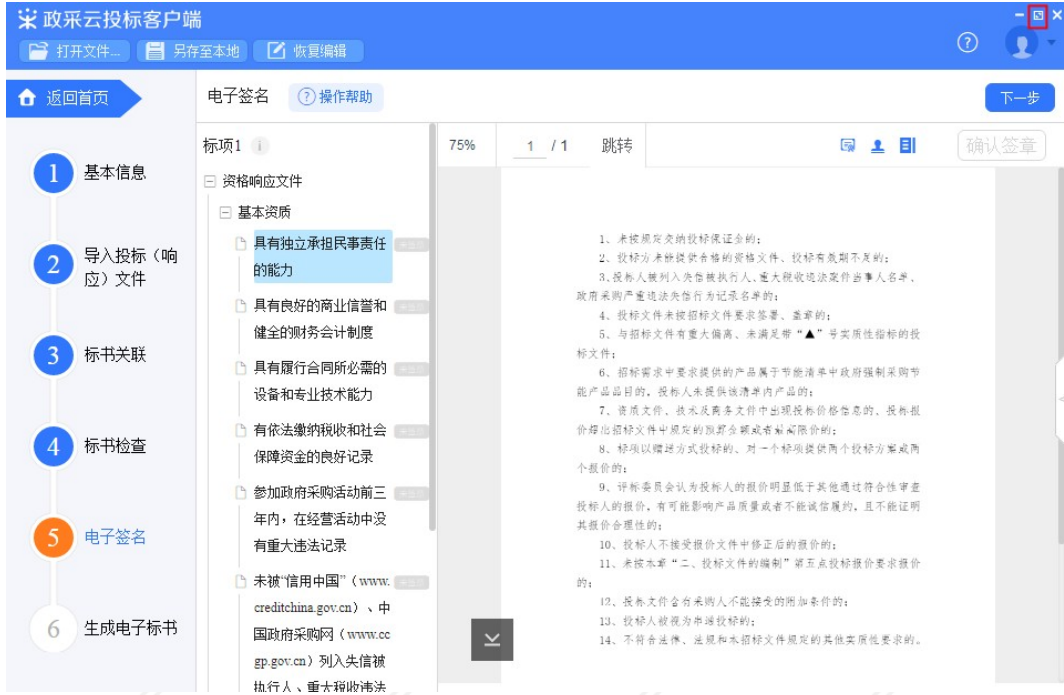 政采云投标客户端
打开文件...
另存至本地
恢复编辑
返回首页
电子签名
操作帮助
下一步
1
基本信息
2
导入投标（响
应）文件
3
标书关联
4
标书检查
5
电子签名
6
生成电子标书
标项1
资格响应文件
基本资质
具有独立承担民事责任
的能力
具有良好的商业信誉和
健全的财务会计制度
具有履行合同所必需的
设备和专业技术能力
有依法缴纳税收和社会
保障资金的良好记录
参加政府采购活动前三
年内，在经营活动中没
有重大违法记录
未被“信用中国”（www.
creditchina.gov.cn）、中
国政府采购网（www.cc
gp.gov.cn）列入失信被
执行人、重大税收违法
75%
1 / 1
跳转
确认签章
1、未按规定交纳投标保证金的;
2、投标方未能提供合格的资格文件、投标有效期不足的;
3、投标人被列入失信被执行人、重大税收违法案件当事人名单、
政府采购严重违法失信行为记录名单的;
4、投标文件未按招标文件要求签署、盖章的;
5、与招标文件有重大偏离、未满足带“▲”号实质性指标的投
标文件;
6、招标需求中要求提供的产品属于节能清单中政府强制采购节
能产品品目的，投标人未提供该清单内产品的;
7、资质文件、技术及商务文件中出现投标价格信息的、投标报
价超出招标文件中规定的预算金额或者最高限价的;
8、标项以赠送方式投标的、对一个标项提供两个投标方案或两
个报价的;
9、评标委员会认为投标人的报价明显低于其他通过符合性审查
投标人的报价，有可能影响产品质量或者不能诚信履约，且不能证明
其报价合理性的;
10、投标人不接受报价文件中修正后的报价的;
11、未按本章“二、投标文件的编制”第五点投标报价要求报价
的;
12、投标文件含有采购人不能接受的附加条件的;
13、投标人被视为串通投标的;
14、不符合法律、法规和本招标文件规定的其他实质性要求的。